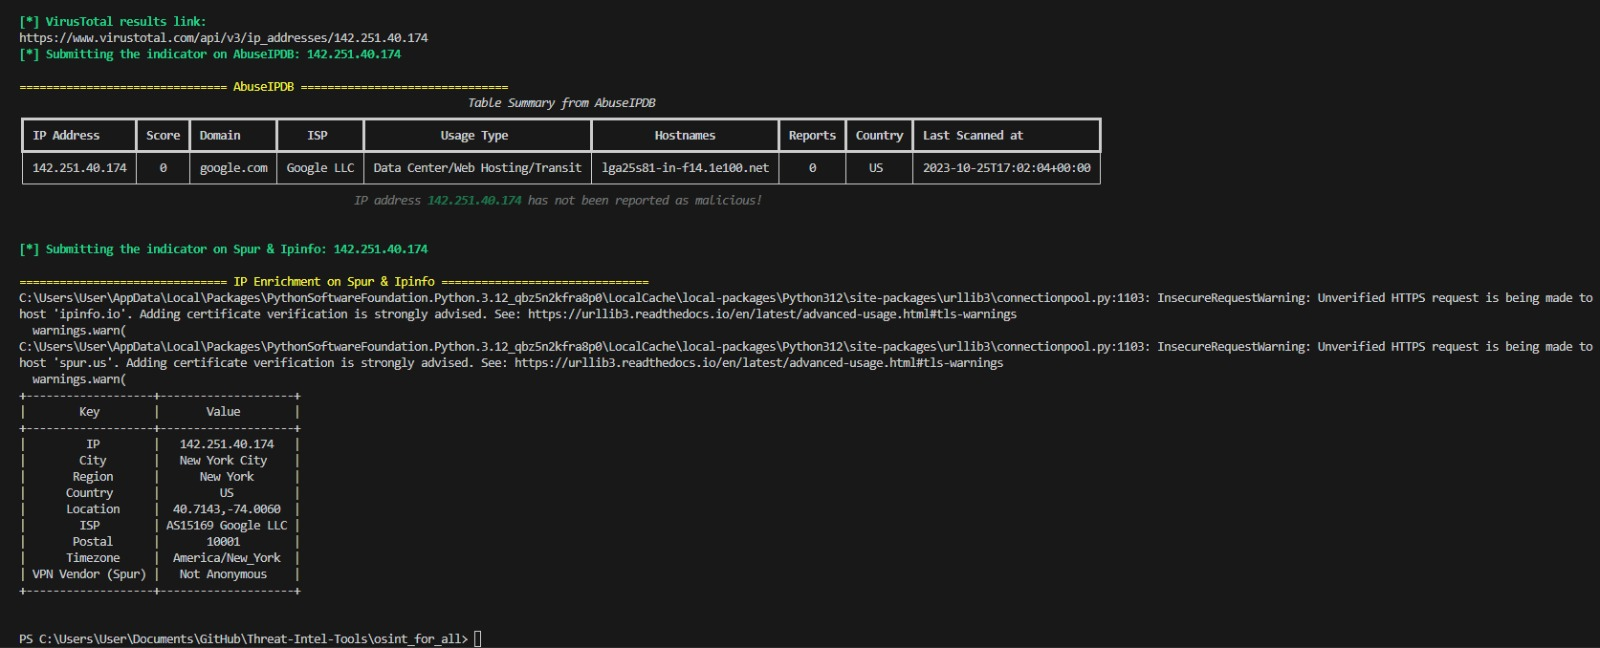 [*] VirusTotal results link:
https://www.virustotal.com/api/v3/ip_addresses/142.251.40.174
[*] Submitting the indicator on AbuseIPDB: 142.251.40.174
=============================== AbuseIPDB ===============================
Table Summary from AbuseIPDB
IP Address Score Domain ISP Usage Type Hostnames Reports Country Last Scanned at
142.251.40.174 0 google.com Google LLC Data Center/Web Hosting/Transit lga25s81-in-f14.1e100.net 0 US 2023-10-25T17:02:04+00:00
IP address 142.251.40.174 has not been reported as malicious!
[*] Submitting the indicator on Spur & Ipinfo: 142.251.40.174
=============================== IP Enrichment on Spur & Ipinfo ===============================
C:\Users\User\AppData\Local\Packages\PythonSoftwareFoundation.Python.3.12_qbz5n2kfra8p0\LocalCache\local-packages\Python312\site-packages\urllib3\connectionpool.py:1103: InsecureRequestWarning: Unverified HTTPS request is being made to
host 'ipinfo.io'. Adding certificate verification is strongly advised. See: https://urllib3.readthedocs.io/en/latest/advanced-usage.html#tls-warnings
warnings.warn(
C:\Users\User\AppData\Local\Packages\PythonSoftwareFoundation.Python.3.12_qbz5n2kfra8p0\LocalCache\local-packages\Python312\site-packages\urllib3\connectionpool.py:1103: InsecureRequestWarning: Unverified HTTPS request is being made to
host 'spur.us'. Adding certificate verification is strongly advised. See: https://urllib3.readthedocs.io/en/latest/advanced-usage.html#tls-warnings
warnings.warn(
+-------------------+--------------------+
| Key | Value |
+-------------------+--------------------+
| IP | 142.251.40.174 |
| City | New York City |
| Region | New York |
| Country | US |
| Location | 40.7143,-74.0060 |
| ISP | AS15169 Google LLC |
| Postal | 10001 |
| Timezone | America/New_York |
| VPN Vendor (Spur) | Not Anonymous |
+-------------------+--------------------+
PS C:\Users\User\Documents\GitHub\Threat-Intel-Tools\osint_for_all>